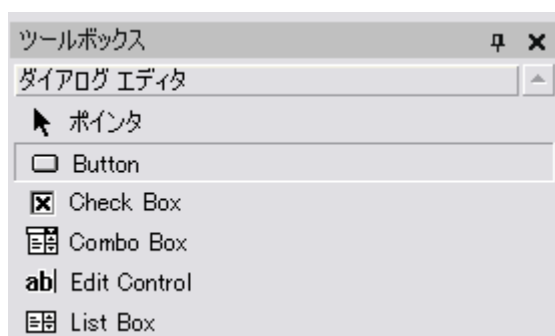 ツールボックス
ダイアログ エディタ
ポインタ
Button
Check Box
Combo Box
ab Edit Control
List Box